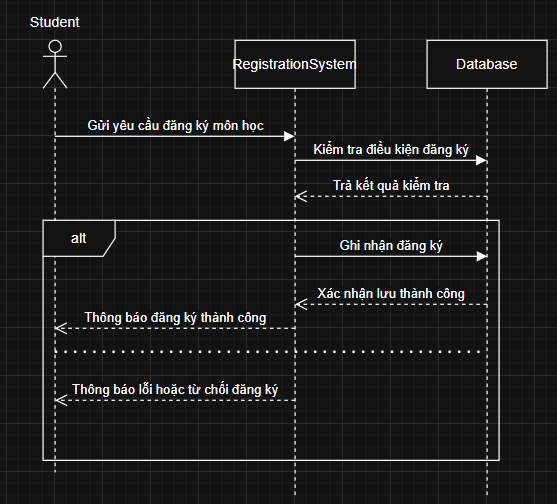 Student
RegistrationSystem
Database
Gửi yêu cầu đăng ký môn học
Kiểm tra điều kiện đăng ký
Trả kết quả kiểm tra
alt
Ghi nhận đăng ký
Xác nhận lưu thành công
Thông báo đăng ký thành công
Thông báo lỗi hoặc từ chối đăng ký